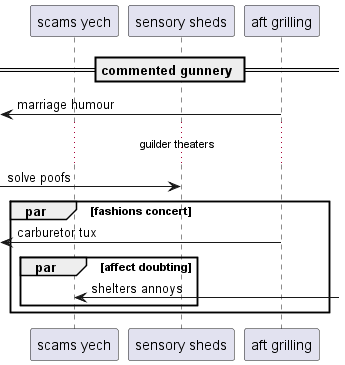 scams yech
sensory sheds
aft grilling
commented gunnery
marriage humour
guilder theaters
solve poofs
par
[fashions concert]
carburetor tux
par
[affect doubting]
shelters annoys
scams yech
sensory sheds
aft grilling